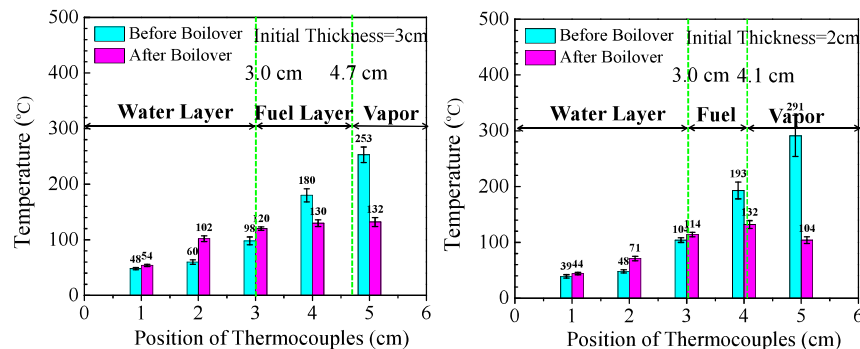 500
400
300
200
100
0
Temperature (°C)
Before Boilover
After Boilover
Initial Thickness=3cm
3.0 cm
4.7 cm
Water Layer
Fuel Layer
Vapor
48
54
60
102
98
120
180
130
253
132
0
1
2
3
4
5
6
Position of Thermocouples (cm)
500
400
300
200
100
0
Temperature (°C)
Before Boilover
After Boilover
Initial Thickness=2cm
3.0 cm
4.1 cm
Water Layer
Fuel
Vapor
39
44
48
71
104
114
193
132
291
104
0
1
2
3
4
5
6
Position of Thermocouples (cm)